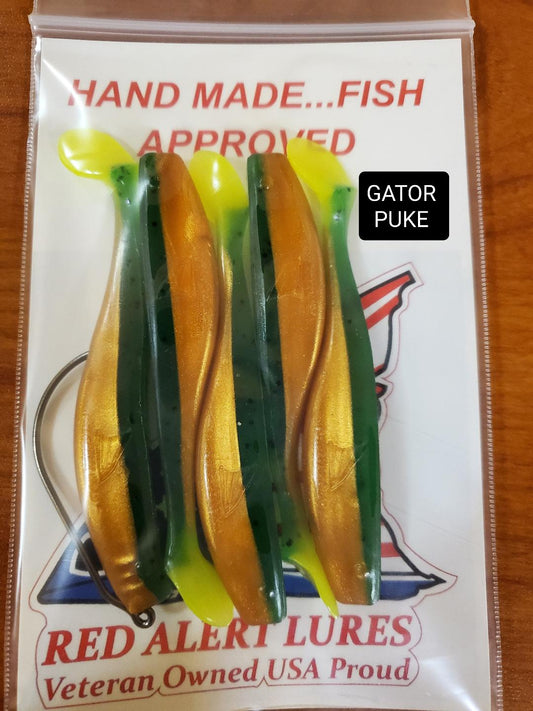 HAND MADE...FISH
APPROVED
GATOR
PUKE
RED ALERT LURES
Veteran Owned USA Proud